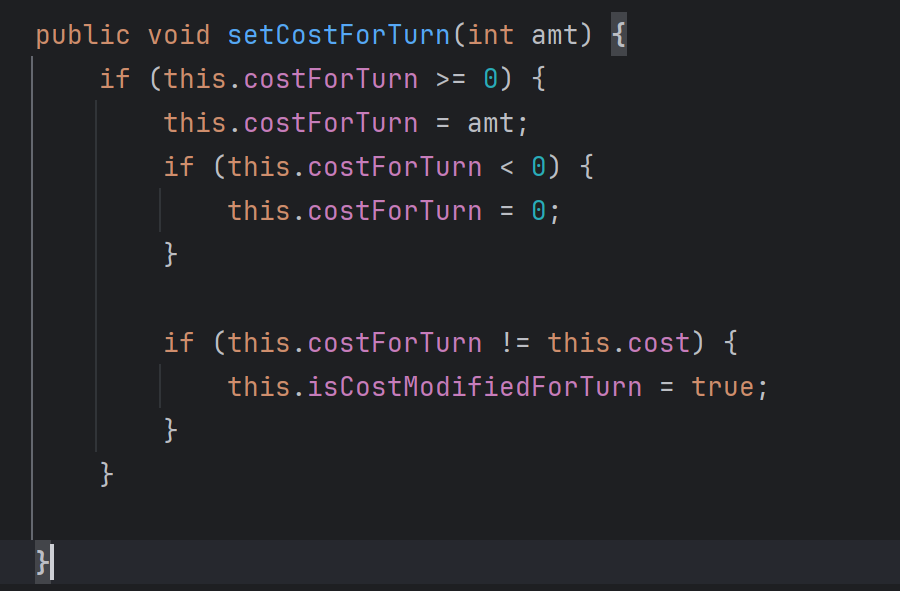 public void setCostForTurn(int amt) {
    if (this.costForTurn >= 0) {
        this.costForTurn = amt;
        if (this.costForTurn < 0) {
            this.costForTurn = 0;
        }

        if (this.costForTurn != this.cost) {
            this.isCostModifiedForTurn = true;
        }
    }

}